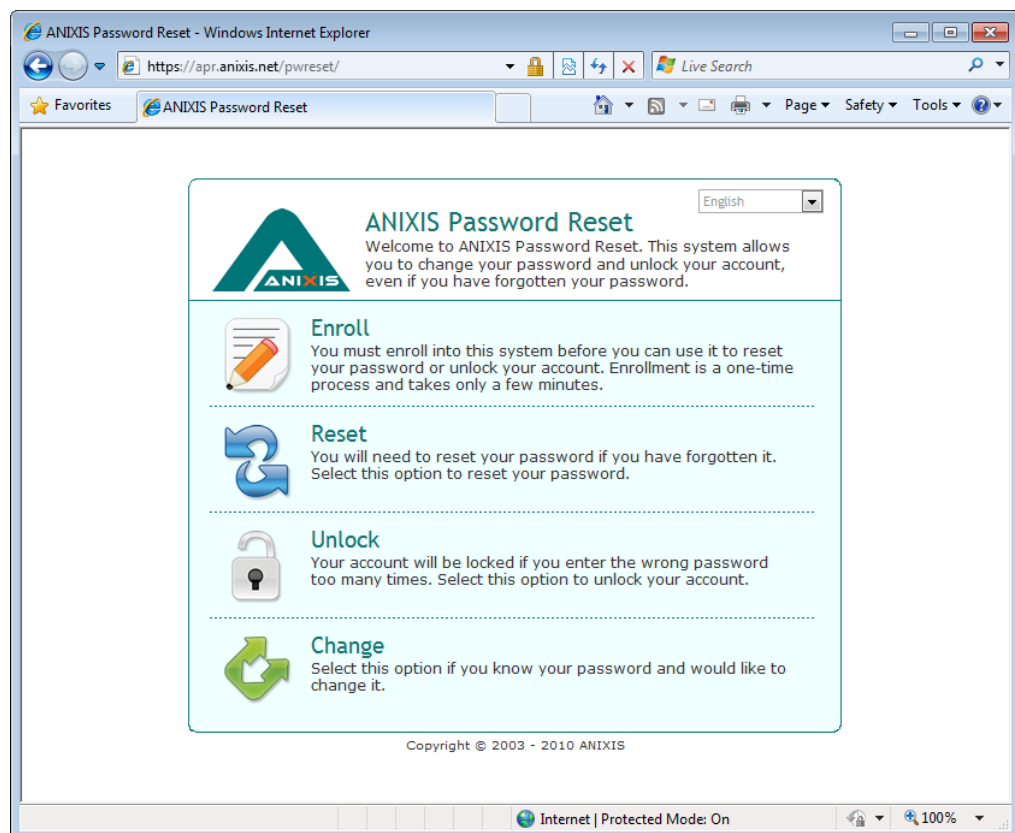 ANIXIS Password Reset - Windows Internet Explorer
https://apr.anixis.net/pwreset/
Live Search
Favorites
ANIXIS Password Reset
Page
Safety
Tools
English
ANIXIS
ANIXIS Password Reset
Welcome to ANIXIS Password Reset. This system allows
you to change your password and unlock your account,
even if you have forgotten your password.
Enroll
You must enroll into this system before you can use it to reset
your password or unlock your account. Enrollment is a one-time
process and takes only a few minutes.
Reset
You will need to reset your password if you have forgotten it.
Select this option to reset your password.
Unlock
Your account will be locked if you enter the wrong password
too many times. Select this option to unlock your account.
Change
Select this option if you know your password and would like to
change it.
Copyright © 2003 - 2010 ANIXIS
Internet | Protected Mode: On
100%